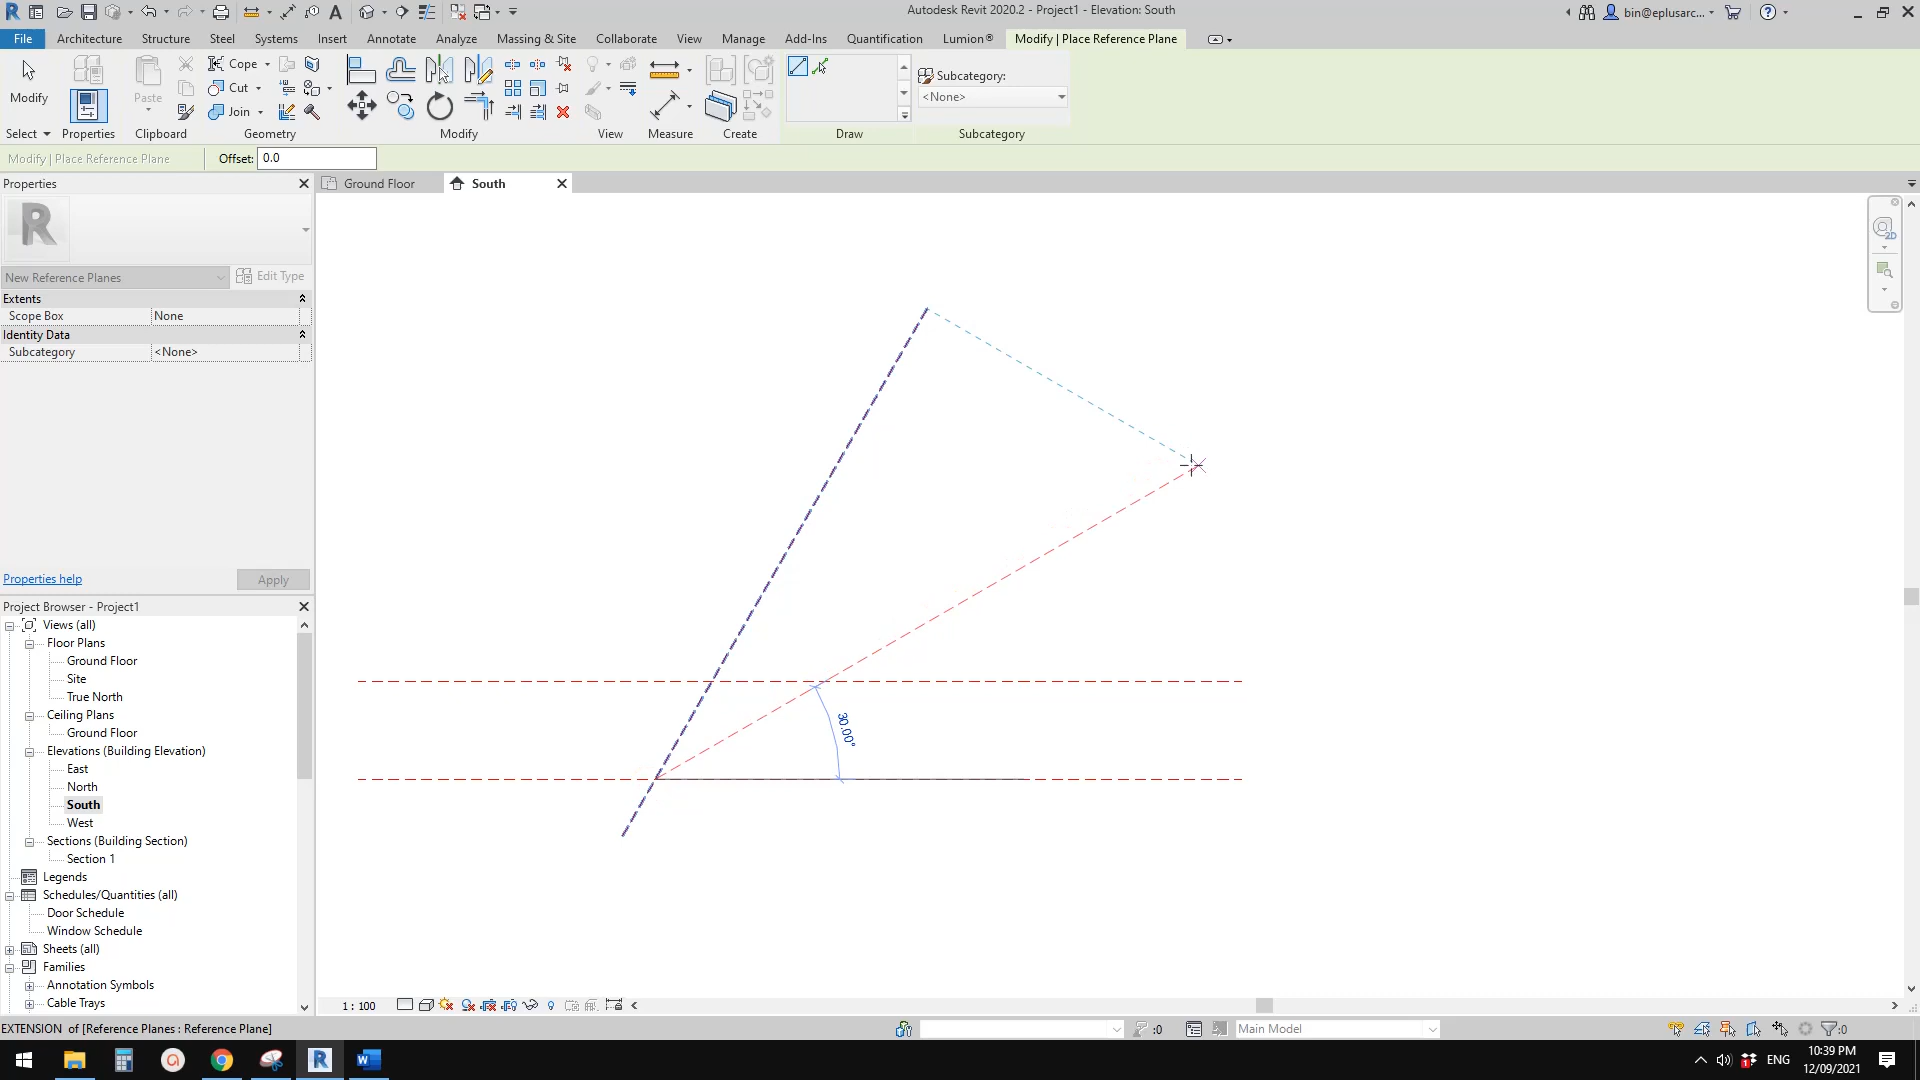 Autodesk Revit 2020.2 - Project1 - Elevation: South
bin@eplusarc...
File Architecture Structure Steel Systems Insert Annotate Analyze Massing & Site Collaborate View Manage Add-Ins Quantification Lumion® Modify | Place Reference Plane
Modify Paste Cope Cut Join Subcategory:
<None>
Select Properties Clipboard Geometry Modify View Measure Create Draw Subcategory
Modify | Place Reference Plane Offset: 0.0
Properties
Ground Floor South
R
2D
New Reference Planes Edit Type
Extents
Scope Box None
Identity Data
Subcategory <None>
Properties help Apply
Project Browser - Project1
Views (all)
Floor Plans
Ground Floor
Site
True North
Ceiling Plans
Ground Floor
Elevations (Building Elevation)
East
North
South
West
Sections (Building Section)
Section 1
Legends
Schedules/Quantities (all)
Door Schedule
Window Schedule
Sheets (all)
Families
Annotation Symbols
Cable Trays
30.00°
1 : 100
EXTENSION of [Reference Planes : Reference Plane]
:0
Main Model
:0
ENG
10:39 PM
12/09/2021